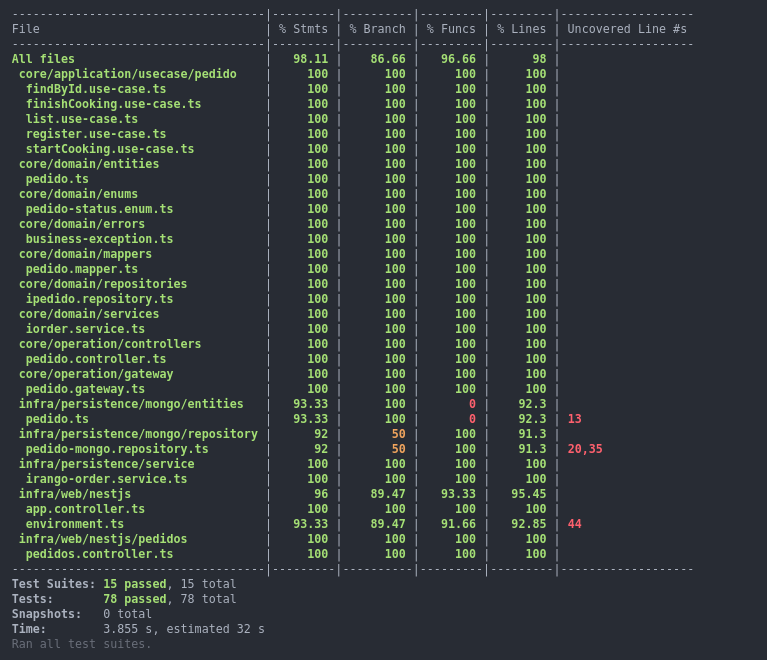 -------------------------------------|---------|----------|---------|---------|-------------------
File                                 | % Stmts | % Branch | % Funcs | % Lines | Uncovered Line #s
-------------------------------------|---------|----------|---------|---------|-------------------
All files                            |   98.11 |    86.66 |   96.66 |      98 |
 core/application/usecase/pedido     |     100 |      100 |     100 |     100 |
  findById.use-case.ts               |     100 |      100 |     100 |     100 |
  finishCooking.use-case.ts          |     100 |      100 |     100 |     100 |
  list.use-case.ts                   |     100 |      100 |     100 |     100 |
  register.use-case.ts               |     100 |      100 |     100 |     100 |
  startCooking.use-case.ts           |     100 |      100 |     100 |     100 |
 core/domain/entities                |     100 |      100 |     100 |     100 |
  pedido.ts                          |     100 |      100 |     100 |     100 |
 core/domain/enums                   |     100 |      100 |     100 |     100 |
  pedido-status.enum.ts              |     100 |      100 |     100 |     100 |
 core/domain/errors                  |     100 |      100 |     100 |     100 |
  business-exception.ts              |     100 |      100 |     100 |     100 |
 core/domain/mappers                 |     100 |      100 |     100 |     100 |
  pedido.mapper.ts                   |     100 |      100 |     100 |     100 |
 core/domain/repositories            |     100 |      100 |     100 |     100 |
  ipedido.repository.ts              |     100 |      100 |     100 |     100 |
 core/domain/services                |     100 |      100 |     100 |     100 |
  iorder.service.ts                  |     100 |      100 |     100 |     100 |
 core/operation/controllers          |     100 |      100 |     100 |     100 |
  pedido.controller.ts               |     100 |      100 |     100 |     100 |
 core/operation/gateway              |     100 |      100 |     100 |     100 |
  pedido.gateway.ts                  |     100 |      100 |     100 |     100 |
 infra/persistence/mongo/entities    |   93.33 |      100 |       0 |    92.3 |
  pedido.ts                          |   93.33 |      100 |       0 |    92.3 | 13
 infra/persistence/mongo/repository  |      92 |       50 |     100 |    91.3 |
  pedido-mongo.repository.ts         |      92 |       50 |     100 |    91.3 | 20,35
 infra/persistence/service           |     100 |      100 |     100 |     100 |
  irango-order.service.ts            |     100 |      100 |     100 |     100 |
 infra/web/nestjs                    |      96 |    89.47 |   93.33 |   95.45 |
  app.controller.ts                  |     100 |      100 |     100 |     100 |
  environment.ts                     |   93.33 |    89.47 |   91.66 |   92.85 | 44
 infra/web/nestjs/pedidos            |     100 |      100 |     100 |     100 |
  pedidos.controller.ts              |     100 |      100 |     100 |     100 |
-------------------------------------|---------|----------|---------|---------|-------------------
Test Suites: 15 passed, 15 total
Tests:       78 passed, 78 total
Snapshots:   0 total
Time:        3.855 s, estimated 32 s
Ran all test suites.